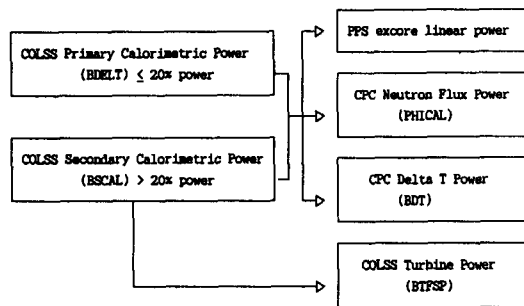 COLSS Primary Calorimetric Power
(BDELT) ≤ 20% power
COLSS Secondary Calorimetric Power
(BSCAL) > 20% power
PPS excore linear power
CPC Neutron Flux Power
(PHICAL)
CPC Delta T Power
(BDT)
COLSS Turbine Power
(BTFSP)